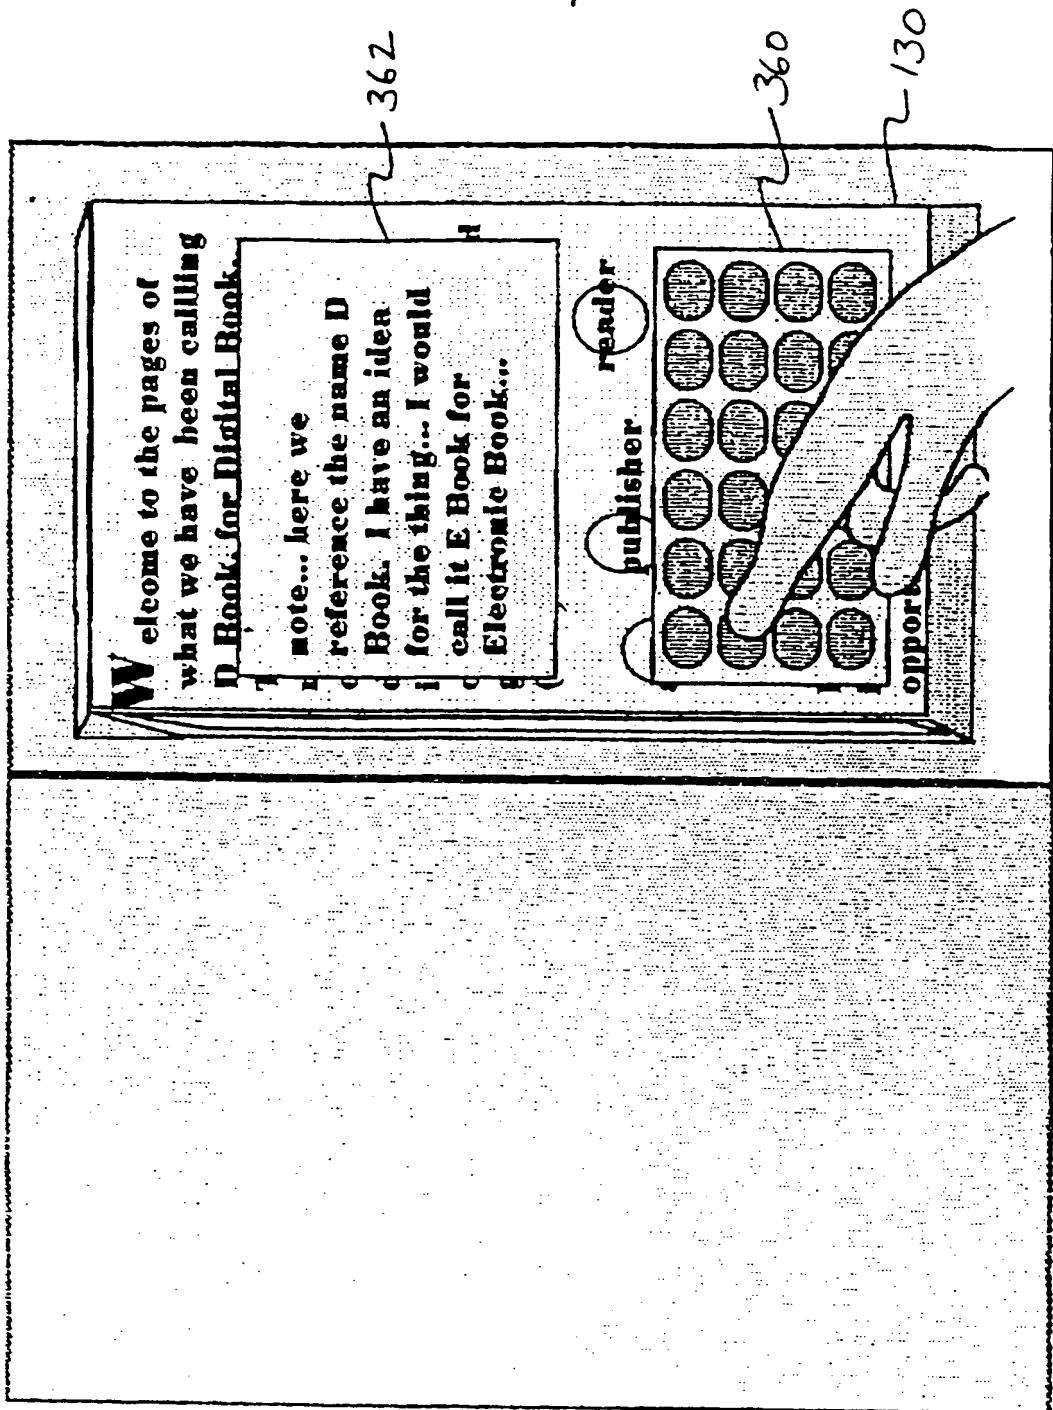 Welcome to the pages of
what we have been callling
D Book. for Digital Book.
note... here we
reference the name D
Book. I have an idea
for the thing... I would
call it E Book for
Electronic Book...
publisher
reader
opport
362
360
130